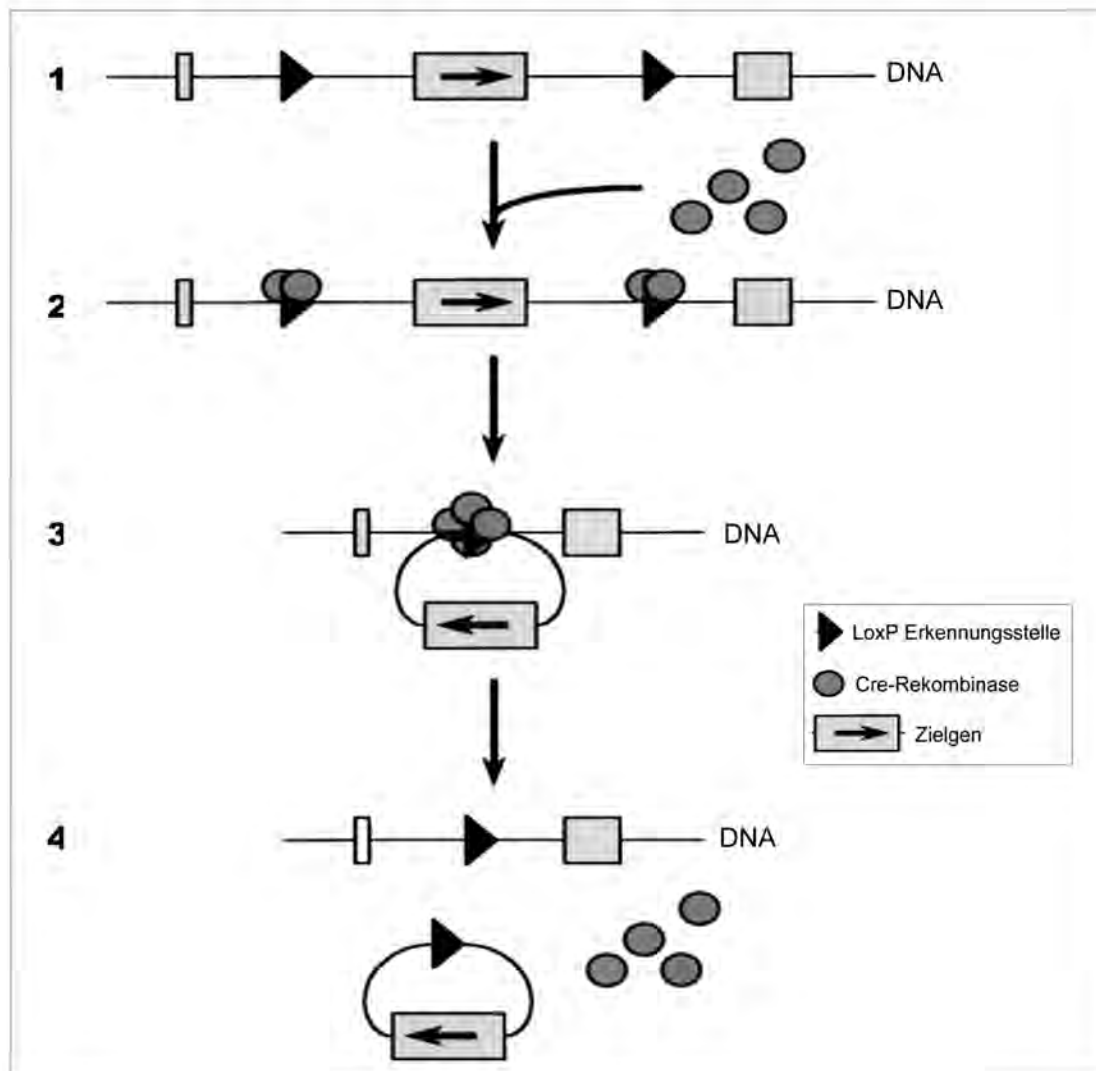 1 DNA
2 DNA
3 DNA
LoxP Erkennungsstelle
Cre-Rekombinase
Zielgen
4 DNA